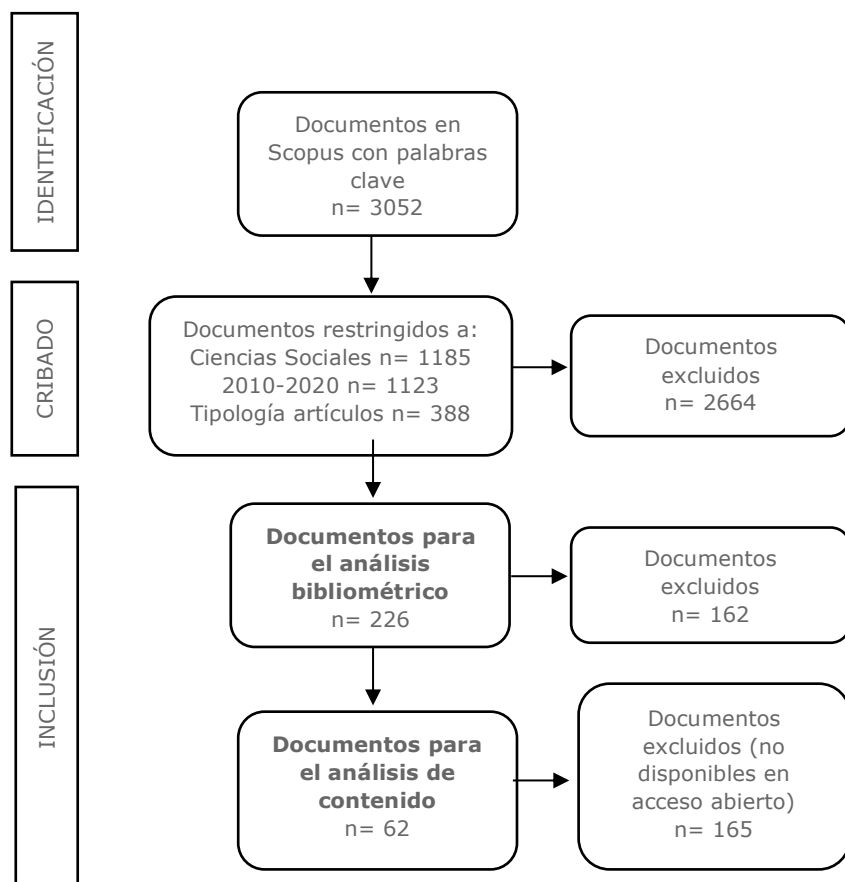 IDENTIFICACIÓN
Documentos en
Scopus con palabras
clave
n= 3052
CRIBADO
Documentos restringidos a:
Ciencias Sociales n= 1185
2010-2020 n= 1123
Tipología artículos n= 388
Documentos
excluidos
n= 2664
INCLUSIÓN
Documentos para
el análisis
bibliométrico
n= 226
Documentos
excluidos
n= 162
Documentos para
el análisis de
contenido
n= 62
Documentos
excluidos (no
disponibles en
acceso abierto)
n= 165